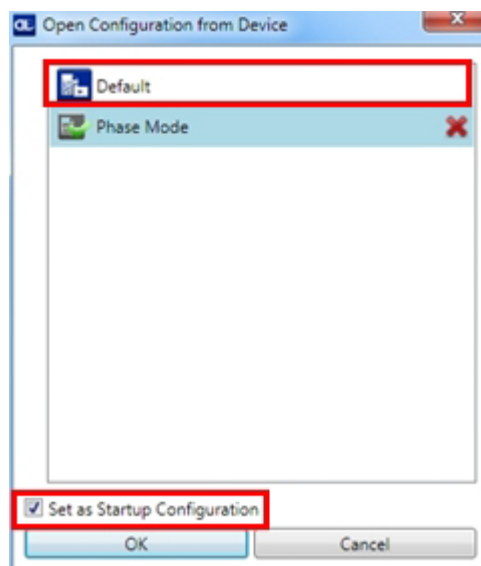 Open Configuration from Device
Default
Phase Mode
Set as Startup Configuration
OK
Cancel